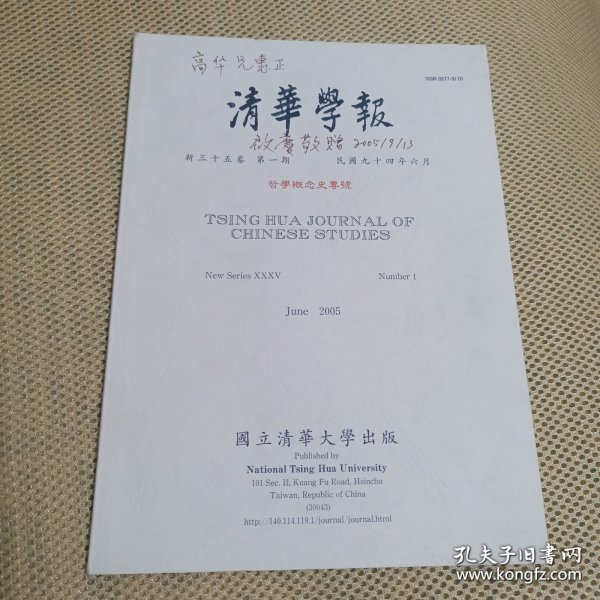 高华兄惠正
ISSN 0577-9170
清華學報
敬贈 2005/9/13
新三十五卷 第一期 民國九十四年六月
哲學概念史專號
TSING HUA JOURNAL OF
CHINESE STUDIES
New Series XXXV Number 1
June 2005
國立清華大學出版
Published by
National Tsing Hua University
101 Sec. II, Kuang Fu Road, Hsinchu
Taiwan, Republic of China
(30043)
http://140.114.119.1/journal/journal.html
孔夫子旧书网
www.kongfz.com